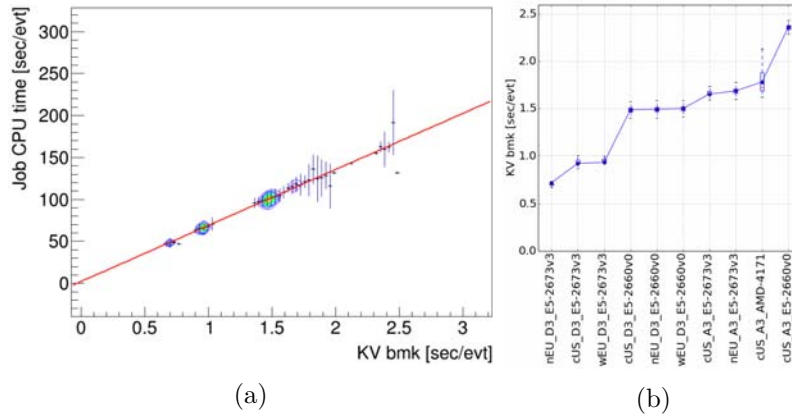 Job CPU time [sec/evt]
300
250
200
150
100
50
0
0 0.5 1 1.5 2 2.5 3
KV bmk [sec/evt]
(a)
KV bmk [sec/evt]
2.5
2.0
1.5
1.0
0.5
0.0
nEU_D3_E5-2673v3
cUS_D3_E5-2673v3
wEU_D3_E5-2673v3
cUS_D3_E5-2660v0
nEU_D3_E5-2660v0
wEU_D3_E5-2660v0
cUS_A3_E5-2673v3
nEU_A3_E5-2673v3
cUS_A3_AMD-4171
cUS_A3_E5-2660v0
(b)